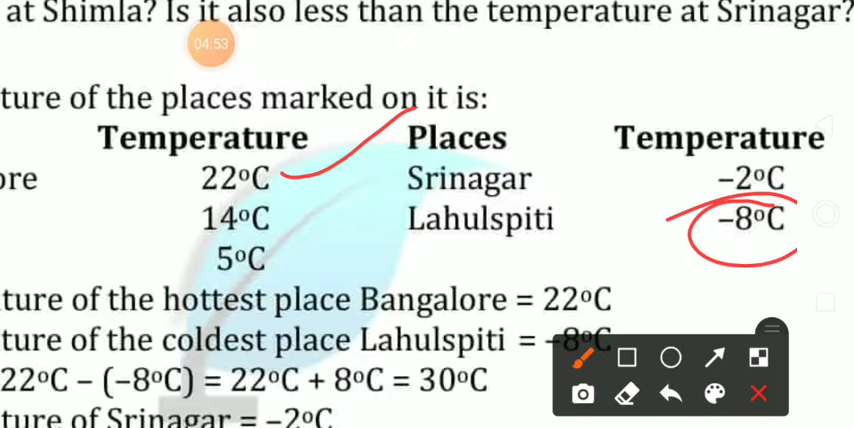 at Shimla? Is it also less than the temperature at Srinagar?
04:53
ture of the places marked on it is:
Temperature Places Temperature
ore 22°C Srinagar –2°C
14°C Lahulspiti –8°C
5°C
ture of the hottest place Bangalore = 22°C
ture of the coldest place Lahulspiti = –8°C
22°C – (–8°C) = 22°C + 8°C = 30°C
ture of Srinagar = –2°C